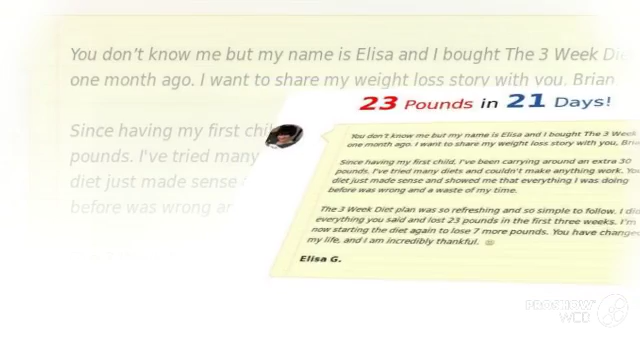 You don't know me but my name is Elisa and I bought The 3 Week
one month ago. I want to share my weight loss story with you, Brian.
Since having my first
pounds. I've tried many
diet just made sense
before was wrong
23 Pounds in 21 Days!
You don't know me but my name is Elisa and I bought The 3 Week
one month ago. I want to share my weight loss story with you,
Since having my first child, I've been carrying around an extra 30
pounds. I've tried many diets and couldn't make anything work.
diet just made sense and showed me that everything I was doing
before was wrong and a waste of my time.
The 3 Week Diet plan was so refreshing and so simple to follow. I
everything you said and lost 23 pounds in the first three weeks. I'm
now starting the diet again to lose 7 more pounds. You have
my life, and I am incredibly thankful.
Elisa G.
PROSHOW
WEB